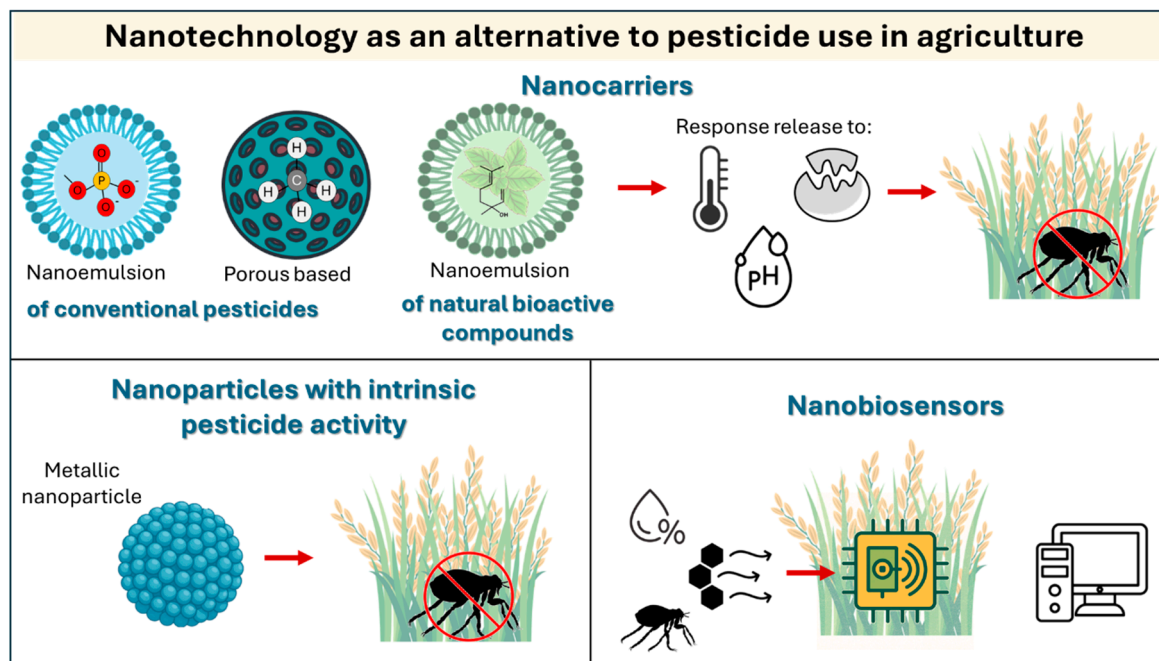 Nanotechnology as an alternative to pesticide use in agriculture
Nanocarriers
Response release to:
O
P
O
O-
O-
H
H
C
H
H
OH
pH
Nanoemulsion
Porous based
Nanoemulsion
of conventional pesticides
of natural bioactive
compounds
Nanoparticles with intrinsic
pesticide activity
Metallic
nanoparticle
Nanobiosensors
%